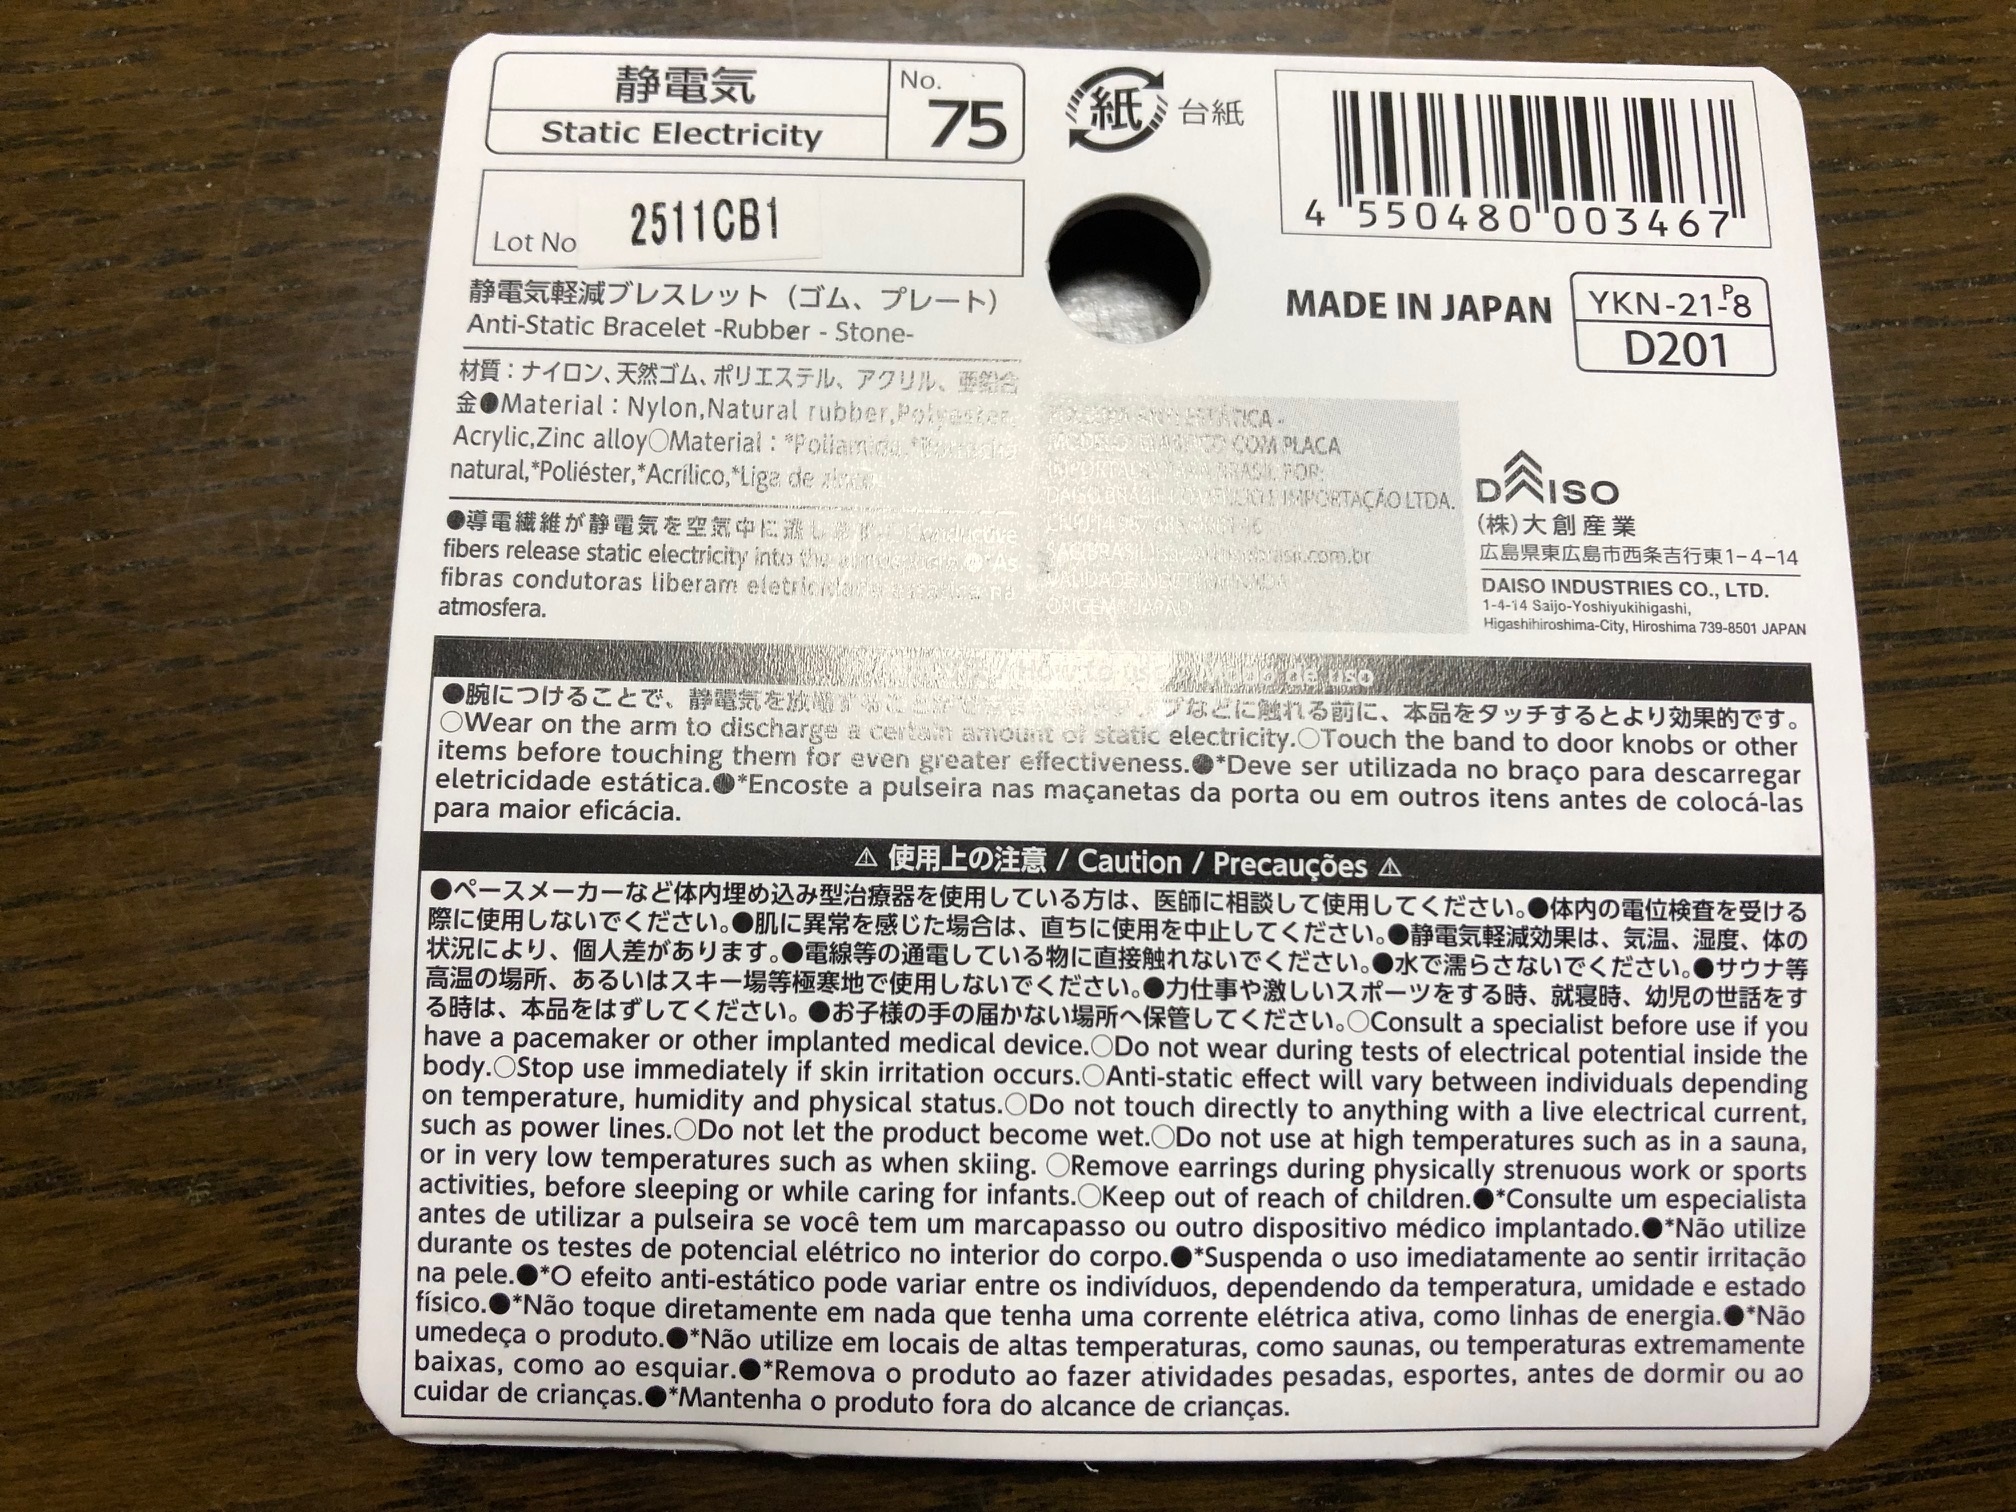 静電気
Static Electricity
No.
75
Lot No
2511CB1
紙
台紙
4 550480 003467
MADE IN JAPAN
YKN-21-P8
D201
静電気軽減ブレスレット（ゴム、プレート）
Anti-Static Bracelet -Rubber - Stone-
材質：ナイロン、天然ゴム、ポリエステル、アクリル、亜鉛合
金●Material：Nylon,Natural rubber,Polyester,
Acrylic,Zinc alloy○Material：*Poliamida,
natural,*Poliéster,*Acrílico,*Liga de
●導電繊維が静電気を空気中に逃し
fibers release static electricity into the As
fibras condutoras liberam eletricidade na
atmosfera.
ESTÁTICA -
COM PLACA
BRASIL POR:
IMPORTAÇÃO LTDA.
ORIGEM: JAPÃO
DAISO
(株)大創産業
広島県東広島市西条吉行東1-4-14
DAISO INDUSTRIES CO., LTD.
1-4-14 Saijo-Yoshiyukihigashi,
Higashihiroshima-City, Hiroshima 739-8501 JAPAN
/ How to use / Modo de uso
●腕につけることで、静電気を放電する などに触れる前に、本品をタッチするとより効果的です。
○Wear on the arm to discharge a certain amount of static electricity.○Touch the band to door knobs or other
items before touching them for even greater effectiveness.●*Deve ser utilizada no braço para descarregar
eletricidade estática.●*Encoste a pulseira nas maçanetas da porta ou em outros itens antes de colocá-las
para maior eficácia.
⚠ 使用上の注意 / Caution / Precauções ⚠
●ペースメーカーなど体内埋め込み型治療器を使用している方は、医師に相談して使用してください。●体内の電位検査を受ける
際に使用しないでください。●肌に異常を感じた場合は、直ちに使用を中止してください。●静電気軽減効果は、気温、湿度、体の
状況により、個人差があります。●電線等の通電している物に直接触れないでください。●水で濡らさないでください。●サウナ等
高温の場所、あるいはスキー場等極寒地で使用しないでください。●力仕事や激しいスポーツをする時、就寝時、幼児の世話をす
る時は、本品をはずしてください。●お子様の手の届かない場所へ保管してください。○Consult a specialist before use if you
have a pacemaker or other implanted medical device.○Do not wear during tests of electrical potential inside the
body.○Stop use immediately if skin irritation occurs.○Anti-static effect will vary between individuals depending
on temperature, humidity and physical status.○Do not touch directly to anything with a live electrical current,
such as power lines.○Do not let the product become wet.○Do not use at high temperatures such as in a sauna,
or in very low temperatures such as when skiing. ○Remove earrings during physically strenuous work or sports
activities, before sleeping or while caring for infants.○Keep out of reach of children.●*Consulte um especialista
antes de utilizar a pulseira se você tem um marcapasso ou outro dispositivo médico implantado.●*Não utilize
durante os testes de potencial elétrico no interior do corpo.●*Suspenda o uso imediatamente ao sentir irritação
na pele.●*O efeito anti-estático pode variar entre os indivíduos, dependendo da temperatura, umidade e estado
físico.●*Não toque diretamente em nada que tenha uma corrente elétrica ativa, como linhas de energia.●*Não
umedeça o produto.●*Não utilize em locais de altas temperaturas, como saunas, ou temperaturas extremamente
baixas, como ao esquiar.●*Remova o produto ao fazer atividades pesadas, esportes, antes de dormir ou ao
cuidar de crianças.●*Mantenha o produto fora do alcance de crianças.